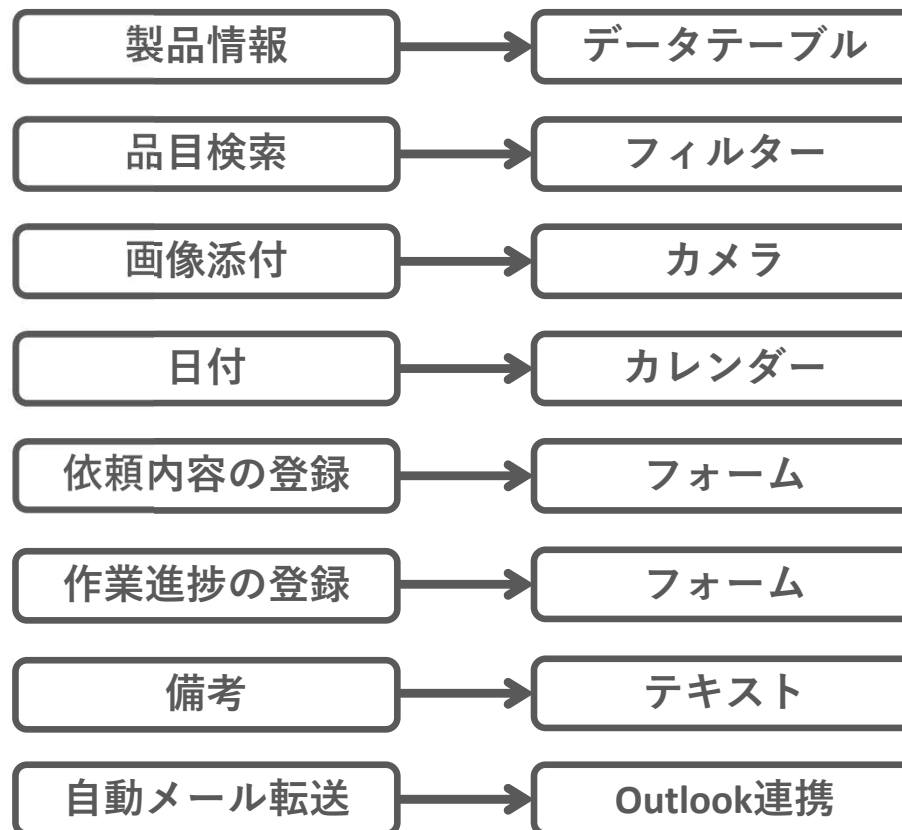 製品情報
データテーブル
品目検索
フィルター
画像添付
カメラ
日付
カレンダー
依頼内容の登録
フォーム
作業進捗の登録
フォーム
備考
テキスト
自動メール転送
Outlook連携